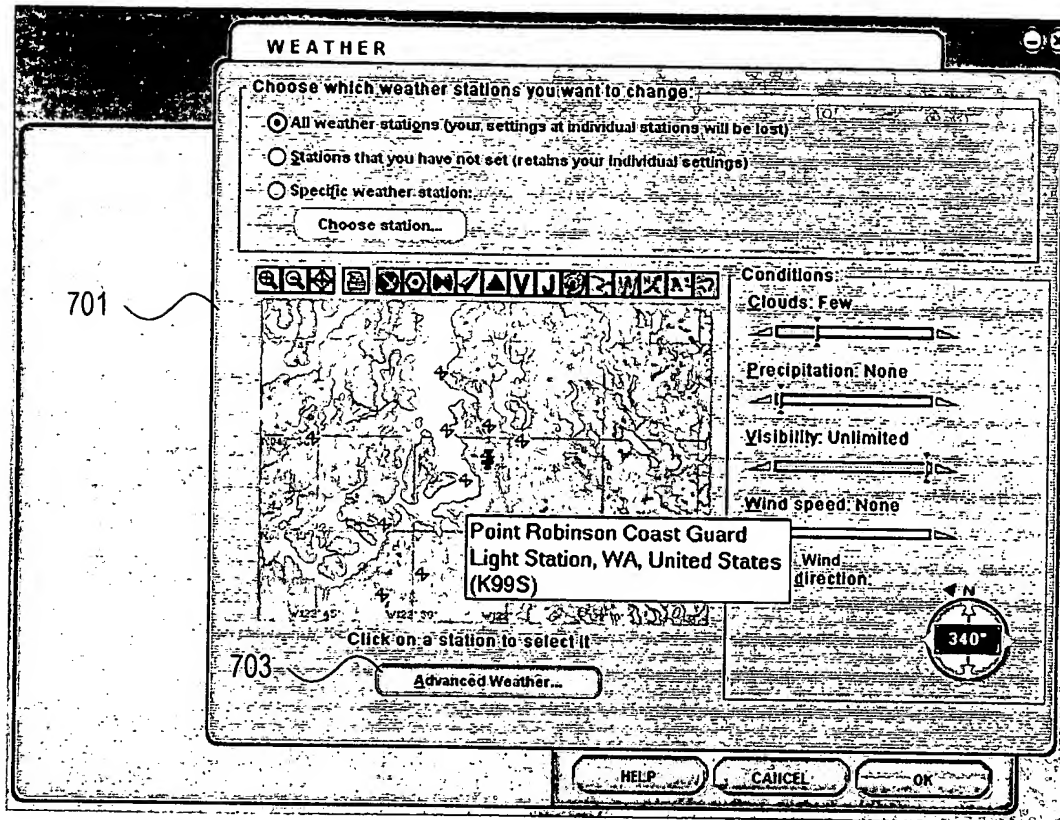 WEATHER
Choose which weather stations you want to change:
All weather stations (your settings at individual stations will be lost)
Stations that you have not set (retains your individual settings)
Specific weather station:
Choose station...
701
Conditions:
Clouds: Few
Precipitation: None
Visibility: Unlimited
Wind speed: None
Point Robinson Coast Guard
Light Station, WA, United States
(K99S)
Wind
direction:
N
340°
Click on a station to select it
703
Advanced Weather...
HELP
CANCEL
OK